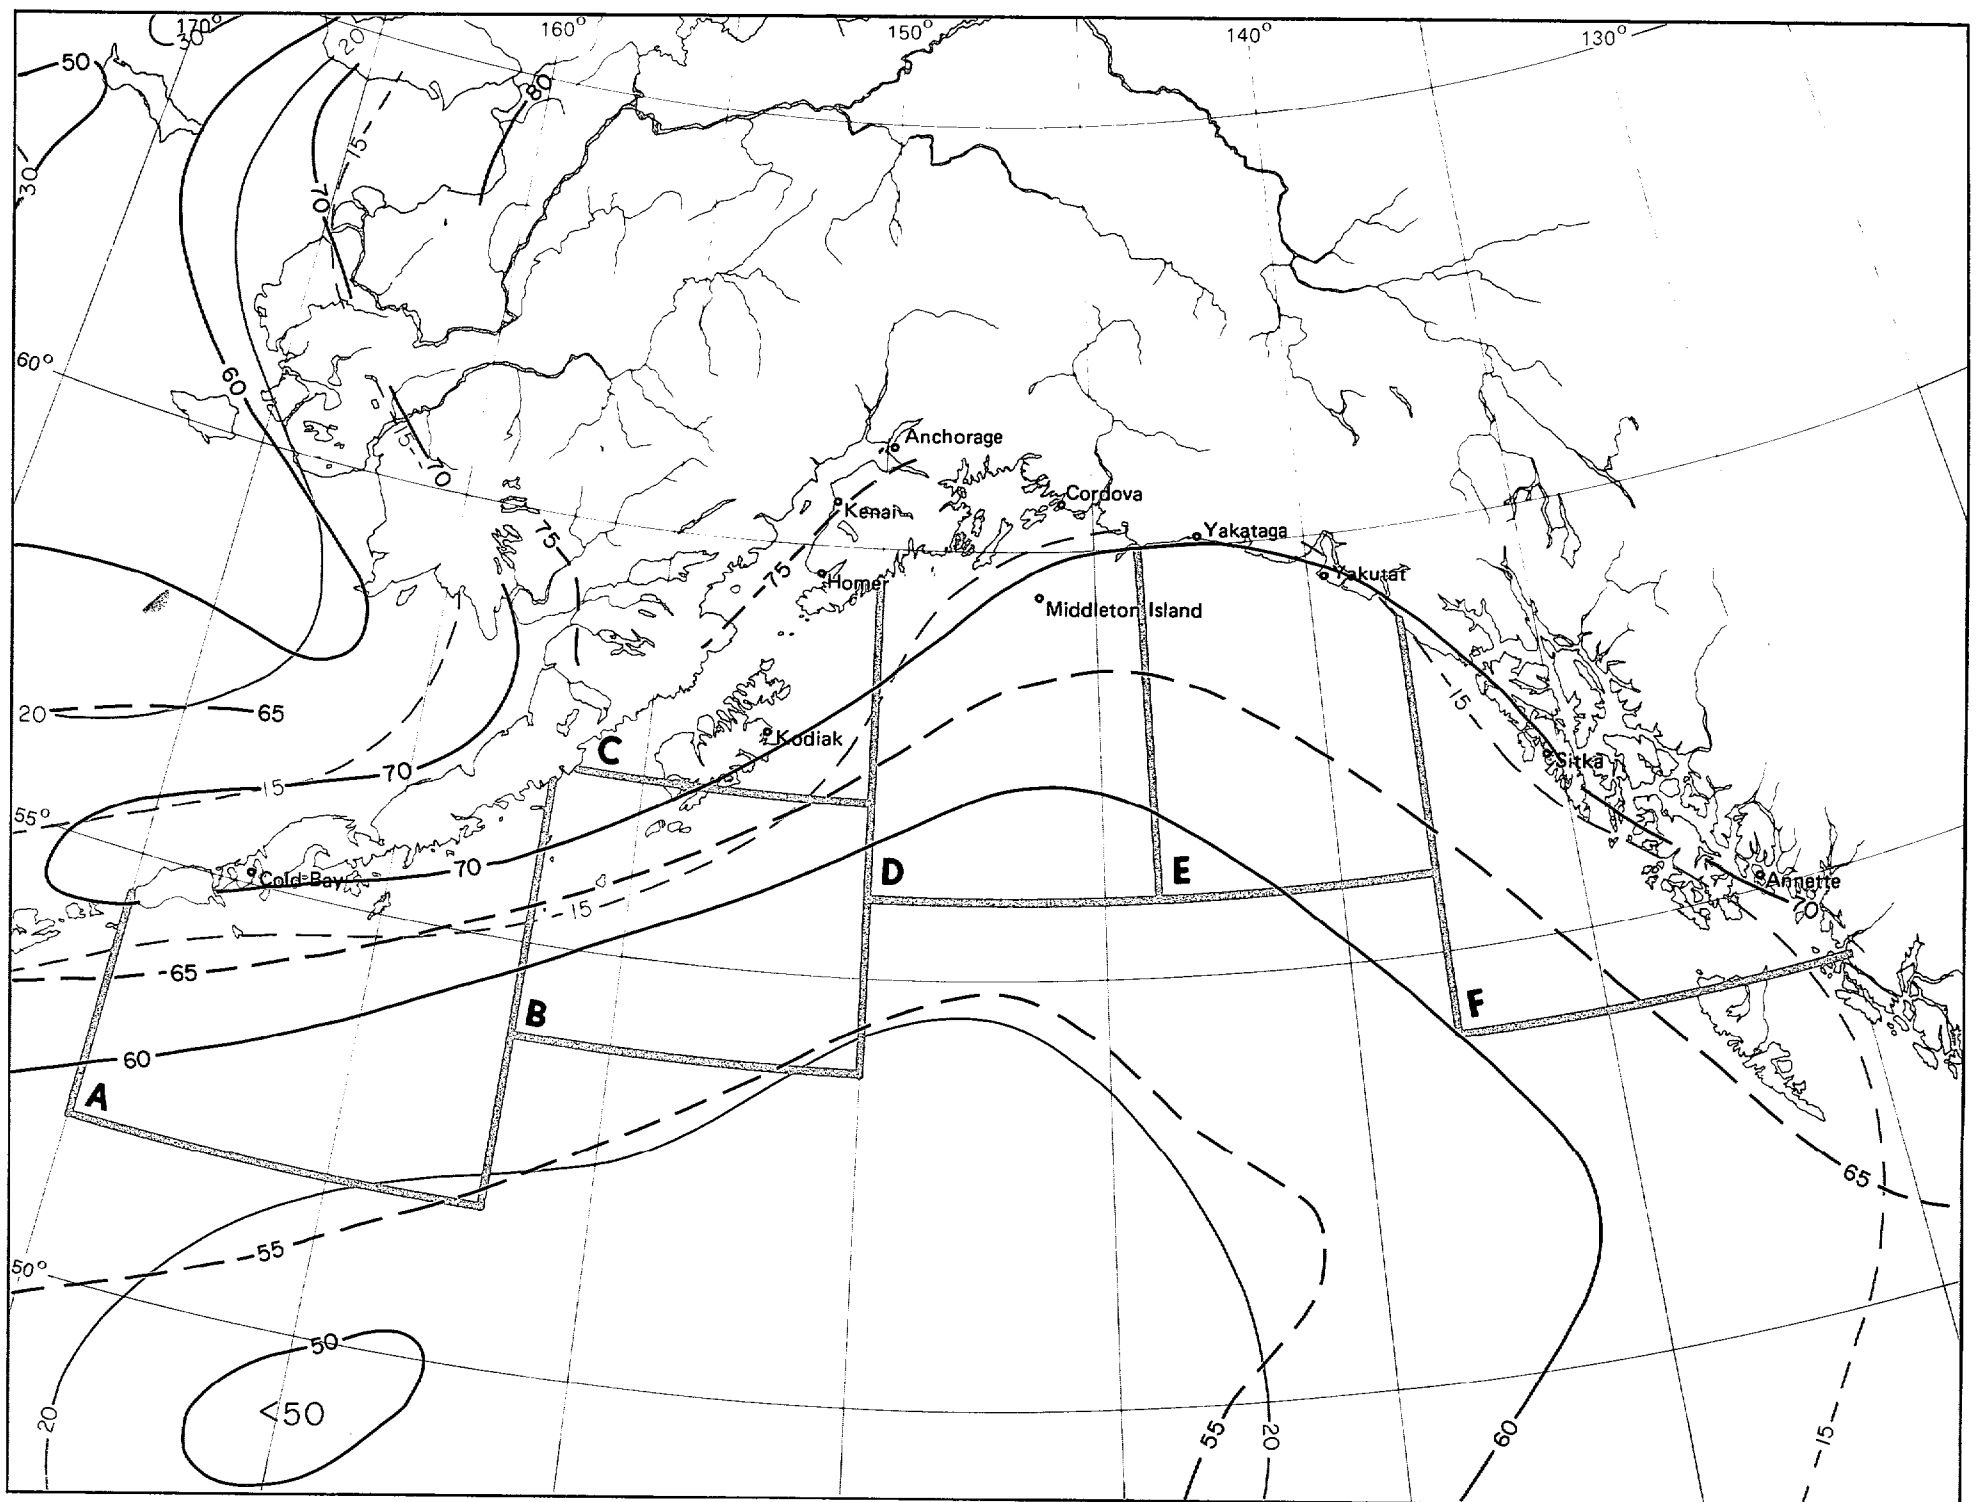 170°
30°
20
160°
150°
140°
130°
50
80
15
30
70
60°
60
15
70
Anchorage
Kenai
Cordova
75
Yakataga
75
Homer
Yakutat
Middleton Island
20
65
15
Kodiak
C
Sitka
15
70
55°
70
Cold Bay
D
E
Annette
70
15
65
B
F
60
A
65
55
50°
50
<50
20
55
20
60
15